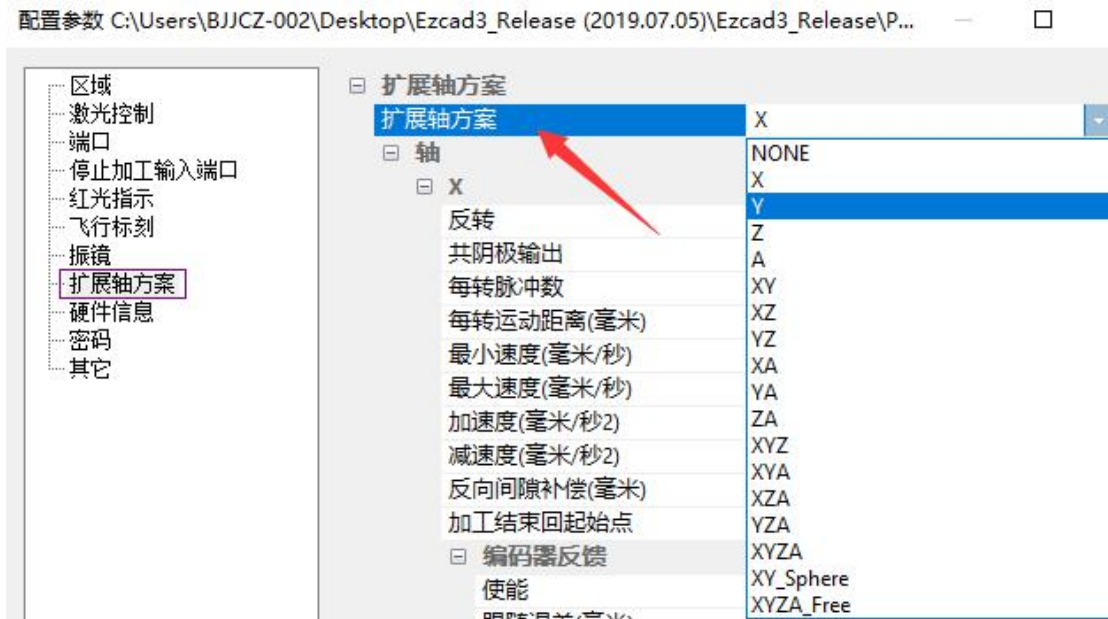 配置参数 C:\Users\BJJCZ-002\Desktop\Ezcad3_Release (2019.07.05)\Ezcad3_Release\P...
区域
激光控制
端口
停止加工输入端口
红光指示
飞行标刻
振镜
扩展轴方案
硬件信息
密码
其它
扩展轴方案
扩展轴方案
轴
X
反转
共阴极输出
每转脉冲数
每转运动距离(毫米)
最小速度(毫米/秒)
最大速度(毫米/秒)
加速度(毫米/秒2)
减速度(毫米/秒2)
反向间隙补偿(毫米)
加工结束回起始点
编码器反馈
使能
X
NONE
X
Y
Z
A
XY
XZ
YZ
XA
YA
ZA
XYZ
XYA
XZA
YZA
XYZA
XY_Sphere
XYZA_Free